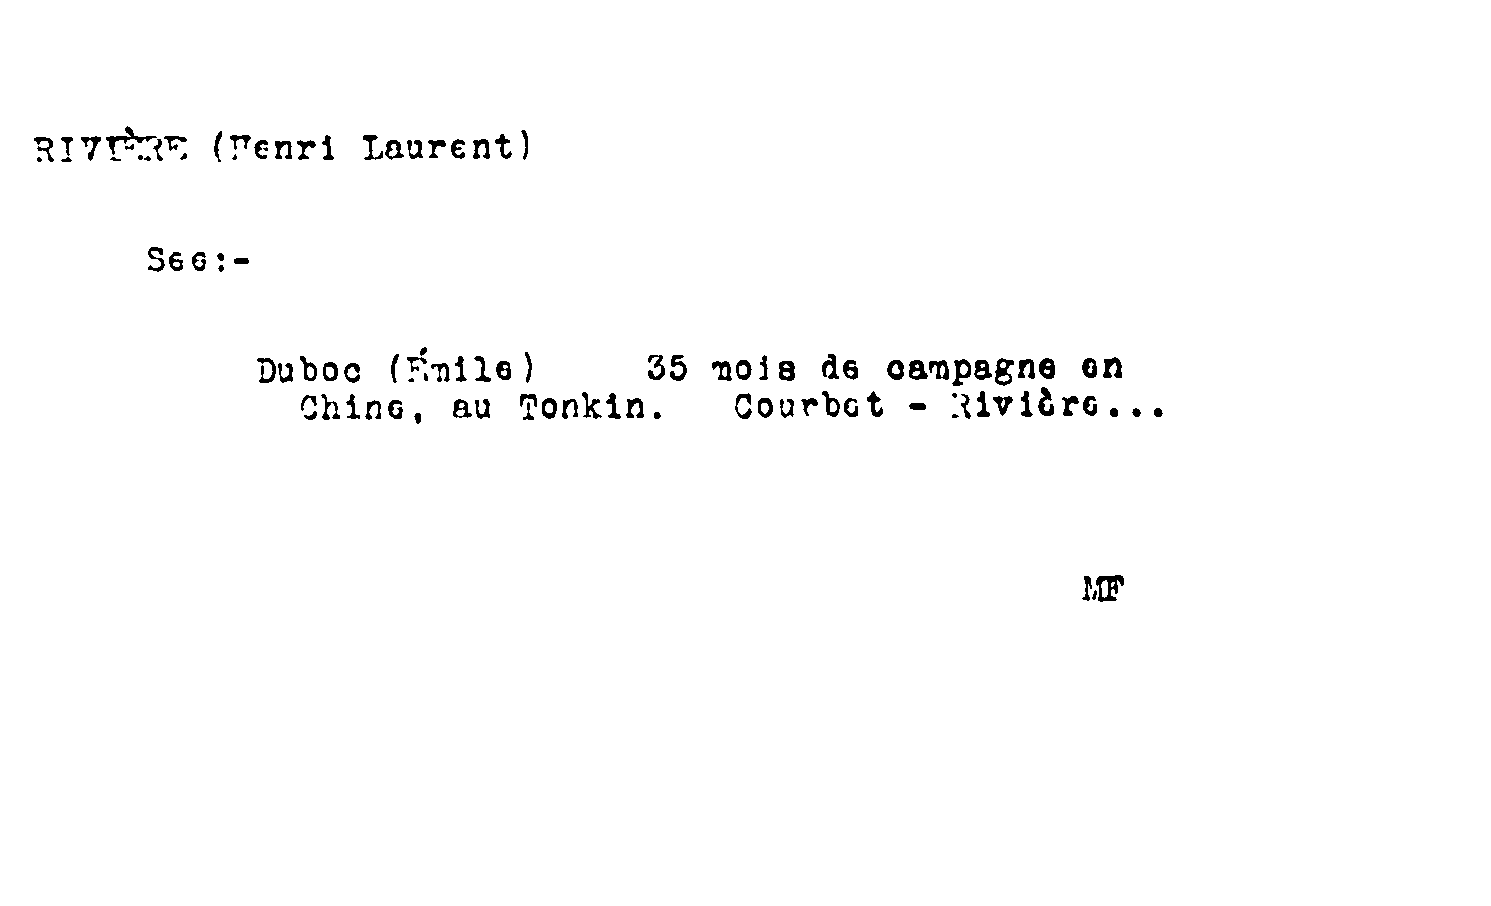 RIVIÈRE (Henri Laurent)
See:-
Duboc (Émile) 35 mois de campagne en
Chine, au Tonkin. Courbet - Rivière...
MF